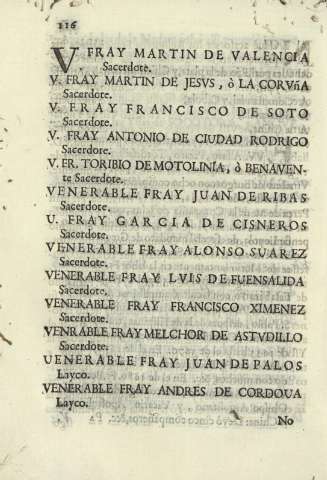 116
V. FRAY MARTIN DE VALENCIA
Sacerdote.
V. FRAY MARTIN DE JESVS, ò LA CORVñA
Sacerdote.
V. FRAY FRANCISCO DE SOTO
Sacerdote.
V. FRAY ANTONIO DE CIUDAD RODRIGO
Sacerdote.
V. FR. TORIBIO DE MOTOLINIA, ò BENAVEN-
te Sacerdote.
VENERABLE FRAY JUAN DE RIBAS
Sacerdote.
U. FRAY GARCIA DE CISNEROS
Sacerdote.
VENERABLE FRAY ALONSO SUAREZ
Sacerdote.
VENERABLE FRAY LVIS DE FUENSALIDA
Sacerdote.
VENERABLE FRAY FRANCISCO XIMENEZ
Sacerdote.
VENRABLE FRAY MELCHOR DE ASTVDILLO
Sacerdote.
UENERABLE FRAY JUAN DE PALOS
Layco.
VENERABLE FRAY ANDRES DE CORDOUA
Layco.
No